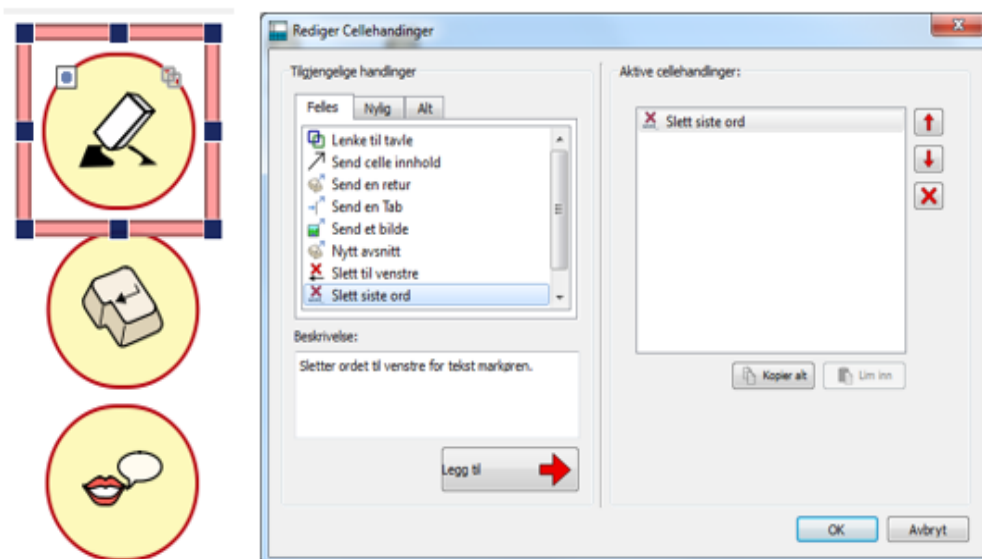 Rediger Cellehandinger
Tilgjengelige handlinger
Felles Nylig Alt
Lenke til tavle
Send celle innhold
Send en retur
Send en Tab
Send et bilde
Nytt avsnitt
Slett til venstre
Slett siste ord
Beskrivelse:
Sletter ordet til venstre for tekst markøren.
Legg til
Aktive cellehandlinger:
Slett siste ord
Kopier alt Lim inn
OK Avbryt